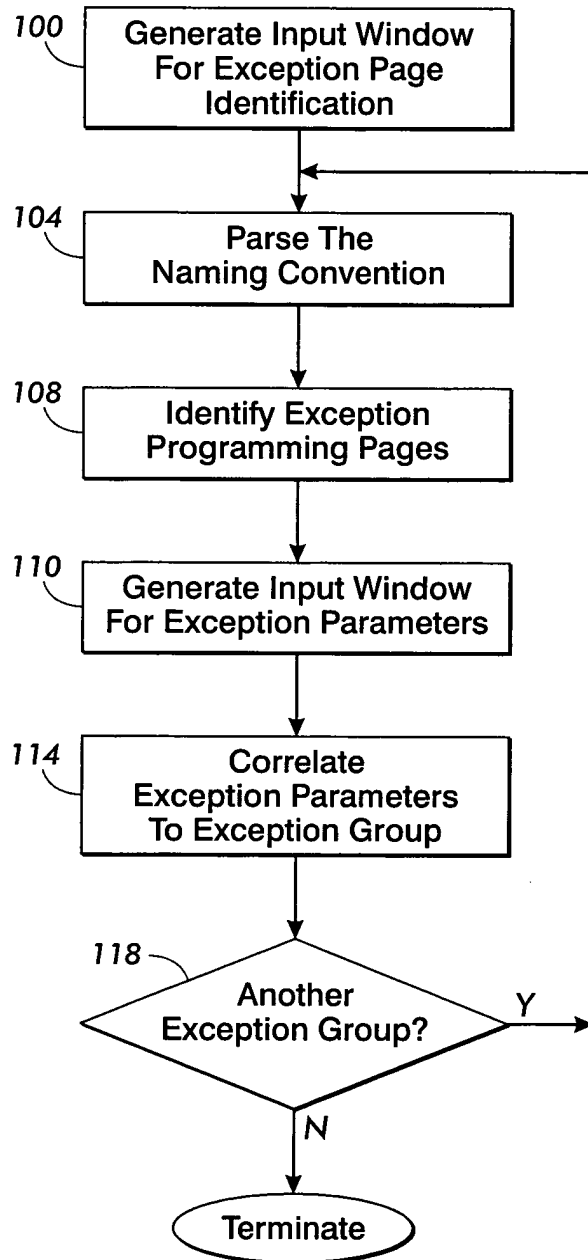 100
Generate Input Window
For Exception Page
Identification
104
Parse The
Naming Convention
108
Identify Exception
Programming Pages
110
Generate Input Window
For Exception Parameters
114
Correlate
Exception Parameters
To Exception Group
118
Another
Exception Group?
Y
N
Terminate